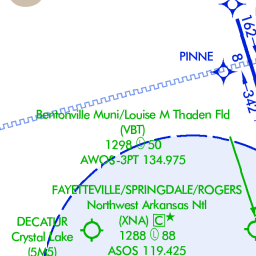 162
PINNE
8
342
Bentonville Muni/Louise M Thaden Fld
(VBT)
1298 50
AWOS-3PT 134.975
FAYETTEVILLE/SPRINGDALE/ROGERS
Northwest Arkansas Ntl
(XNA) C★
1288 88
ASOS 119.425
DECATUR
Crystal Lake
(5M5)